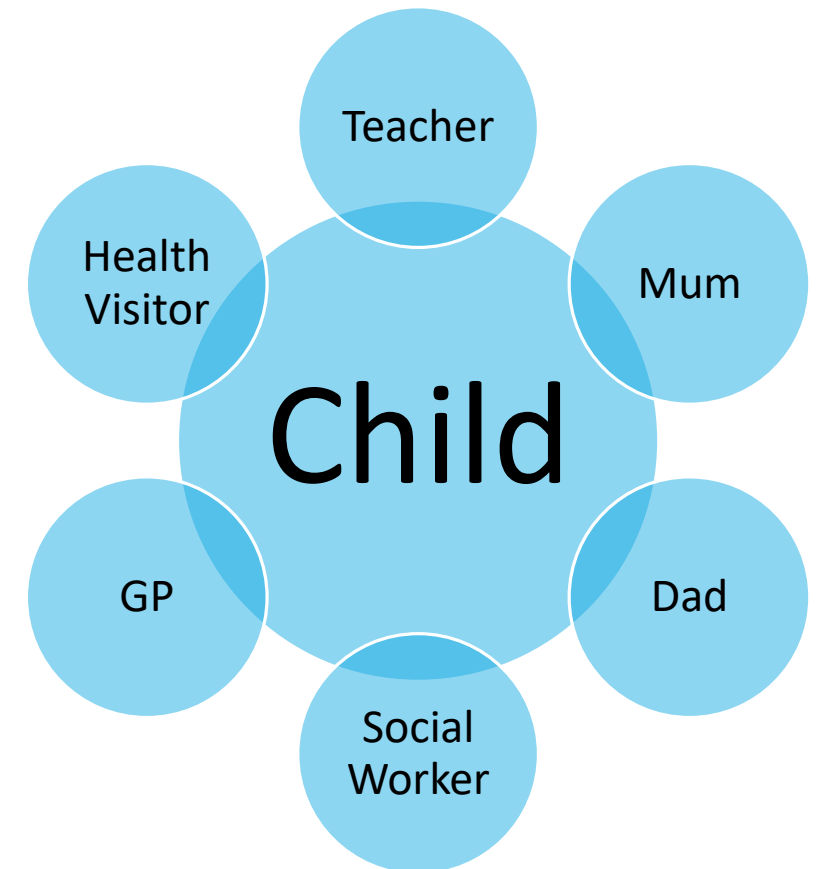 Teacher
Health
Visitor
Mum
Child
GP
Dad
Social
Worker